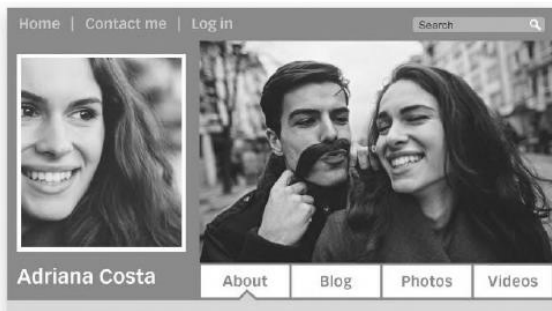 Home | Contact me | Log in
Search
Adriana Costa
About
Blog
Photos
Videos